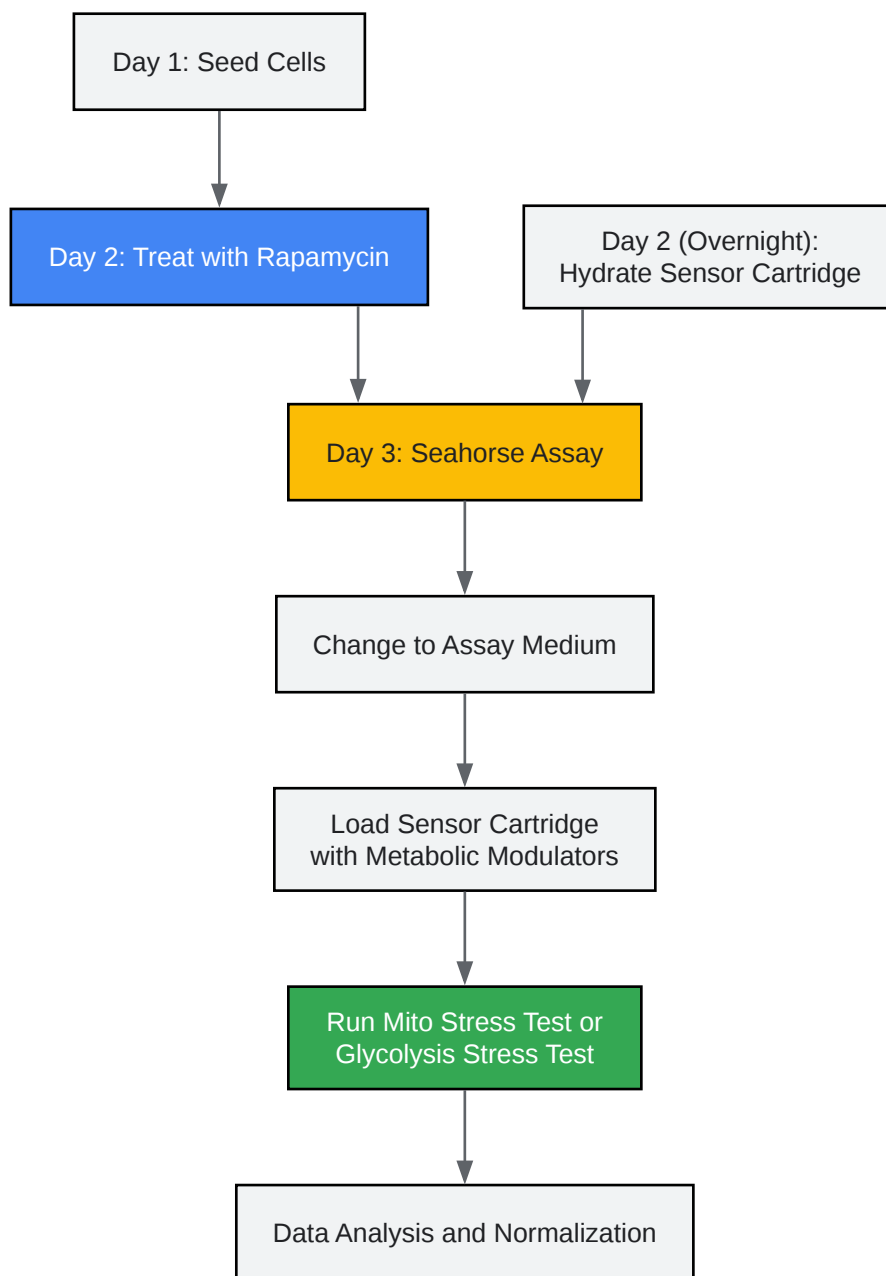 Day 1: Seed Cells
Day 2: Treat with Rapamycin
Day 2 (Overnight):
Hydrate Sensor Cartridge
Day 3: Seahorse Assay
Change to Assay Medium
Load Sensor Cartridge
with Metabolic Modulators
Run Mito Stress Test or
Glycolysis Stress Test
Data Analysis and Normalization